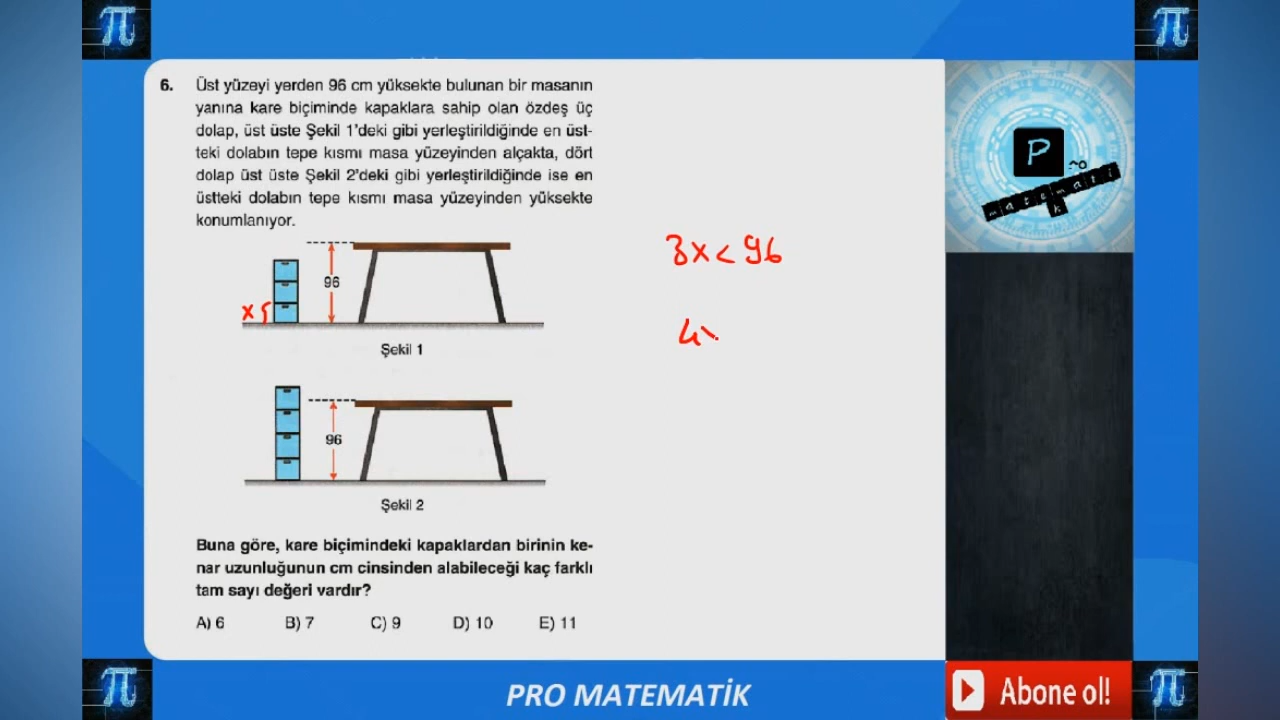 6. Üst yüzeyi yerden 96 cm yüksekte bulunan bir masanın
yanına kare biçiminde kapaklara sahip olan özdeş üç
dolap, üst üste Şekil 1'deki gibi yerleştirildiğinde en üst-
teki dolabın tepe kısmı masa yüzeyinden alçakta, dört
dolap üst üste Şekil 2'deki gibi yerleştirildiğinde ise en
üstteki dolabın tepe kısmı masa yüzeyinden yüksekte
konumlanıyor.
96
x
Şekil 1
96
Şekil 2
Buna göre, kare biçimindeki kapaklardan birinin ke-
nar uzunluğunun cm cinsinden alabileceği kaç farklı
tam sayı değeri vardır?
A) 6 B) 7 C) 9 D) 10 E) 11
3x < 96
4x
π
π
P
ro
matematik
π
PRO MATEMATİK
Abone ol!
π